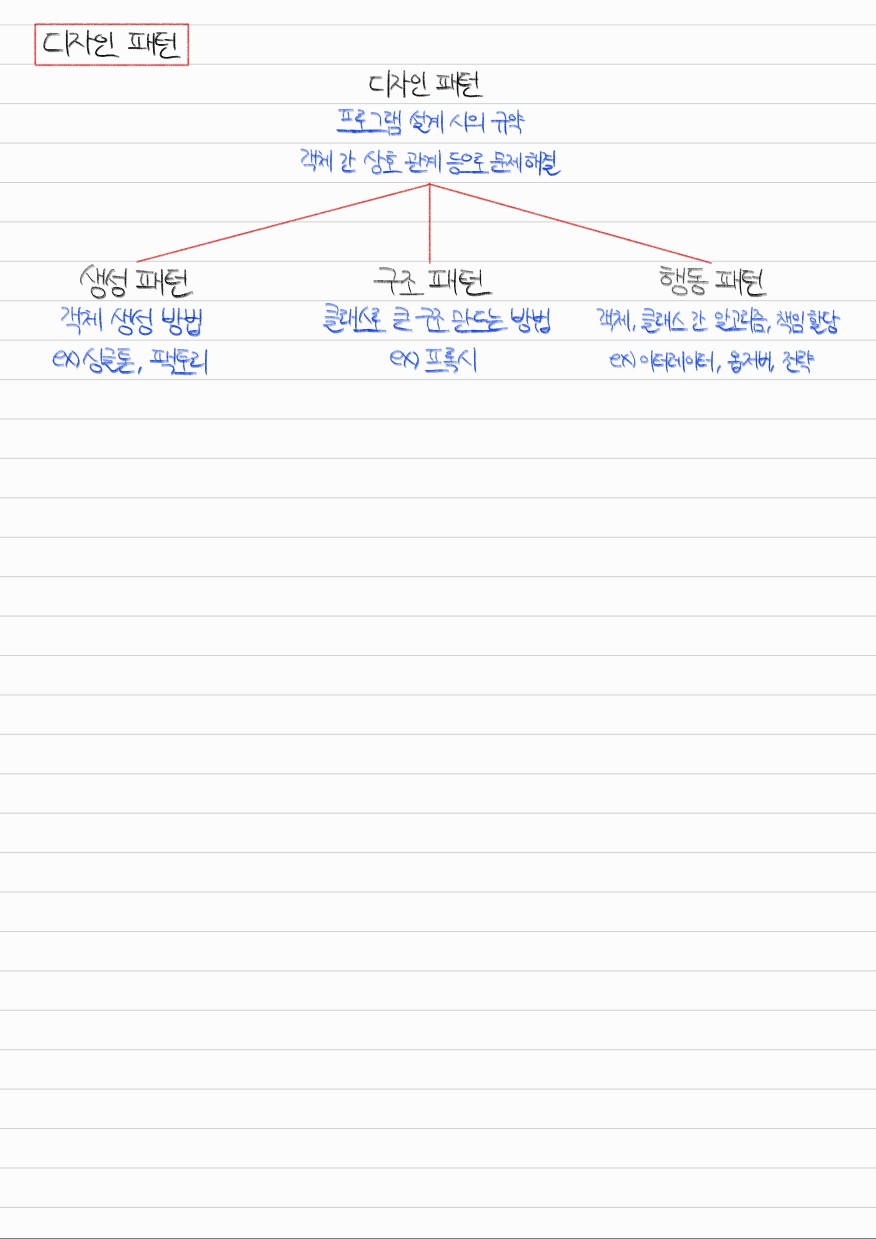 디자인 패턴
디자인 패턴
프로그램 설계 시의 규약
객체 간 상호 관계 등으로 문제 해결
생성 패턴
객체 생성 방법
ex) 싱글톤, 팩토리
구조 패턴
클래스로 큰 구조 만드는 방법
ex) 프록시
행동 패턴
객체, 클래스 간 알고리즘, 책임 할당
ex) 이터레이터, 옵저버, 전략